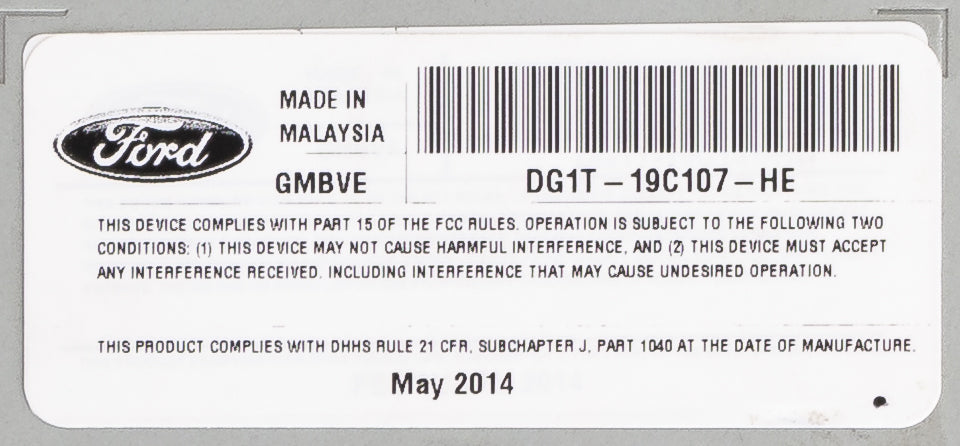 Ford
MADE IN
MALAYSIA
GMBVE
DG1T – 19C107 – HE
THIS DEVICE COMPLIES WITH PART 15 OF THE FCC RULES. OPERATION IS SUBJECT TO THE FOLLOWING TWO
CONDITIONS: (1) THIS DEVICE MAY NOT CAUSE HARMFUL INTERFERENCE, AND (2) THIS DEVICE MUST ACCEPT
ANY INTERFERENCE RECEIVED. INCLUDING INTERFERENCE THAT MAY CAUSE UNDESIRED OPERATION.
THIS PRODUCT COMPLIES WITH DHHS RULE 21 CFR, SUBCHAPTER J, PART 1040 AT THE DATE OF MANUFACTURE.
May 2014